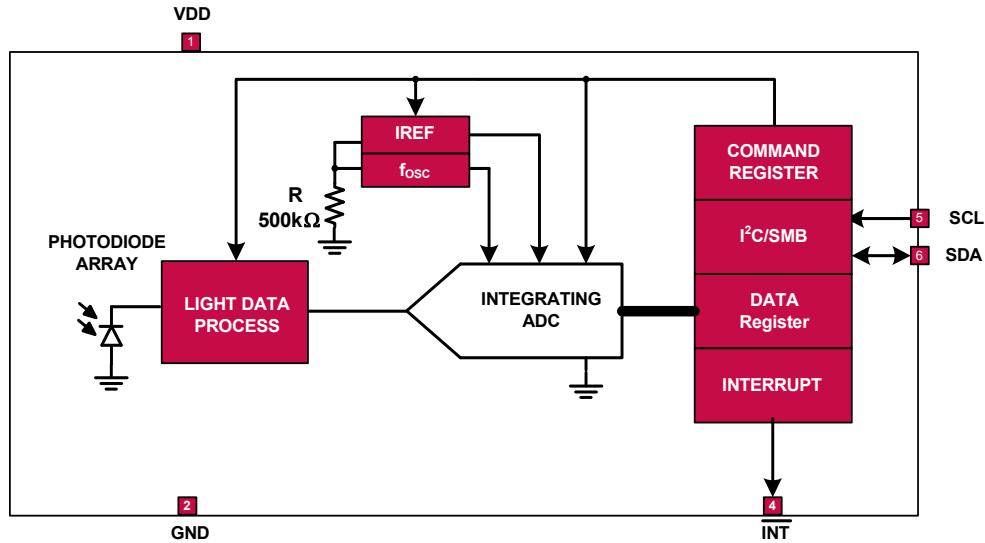 VDD
1
IREF
fOSC
R
500kΩ
COMMAND
REGISTER
I²C/SMB
DATA
Register
INTERRUPT
5
SCL
6
SDA
PHOTODIODE
ARRAY
LIGHT DATA
PROCESS
INTEGRATING
ADC
2
GND
4
INT